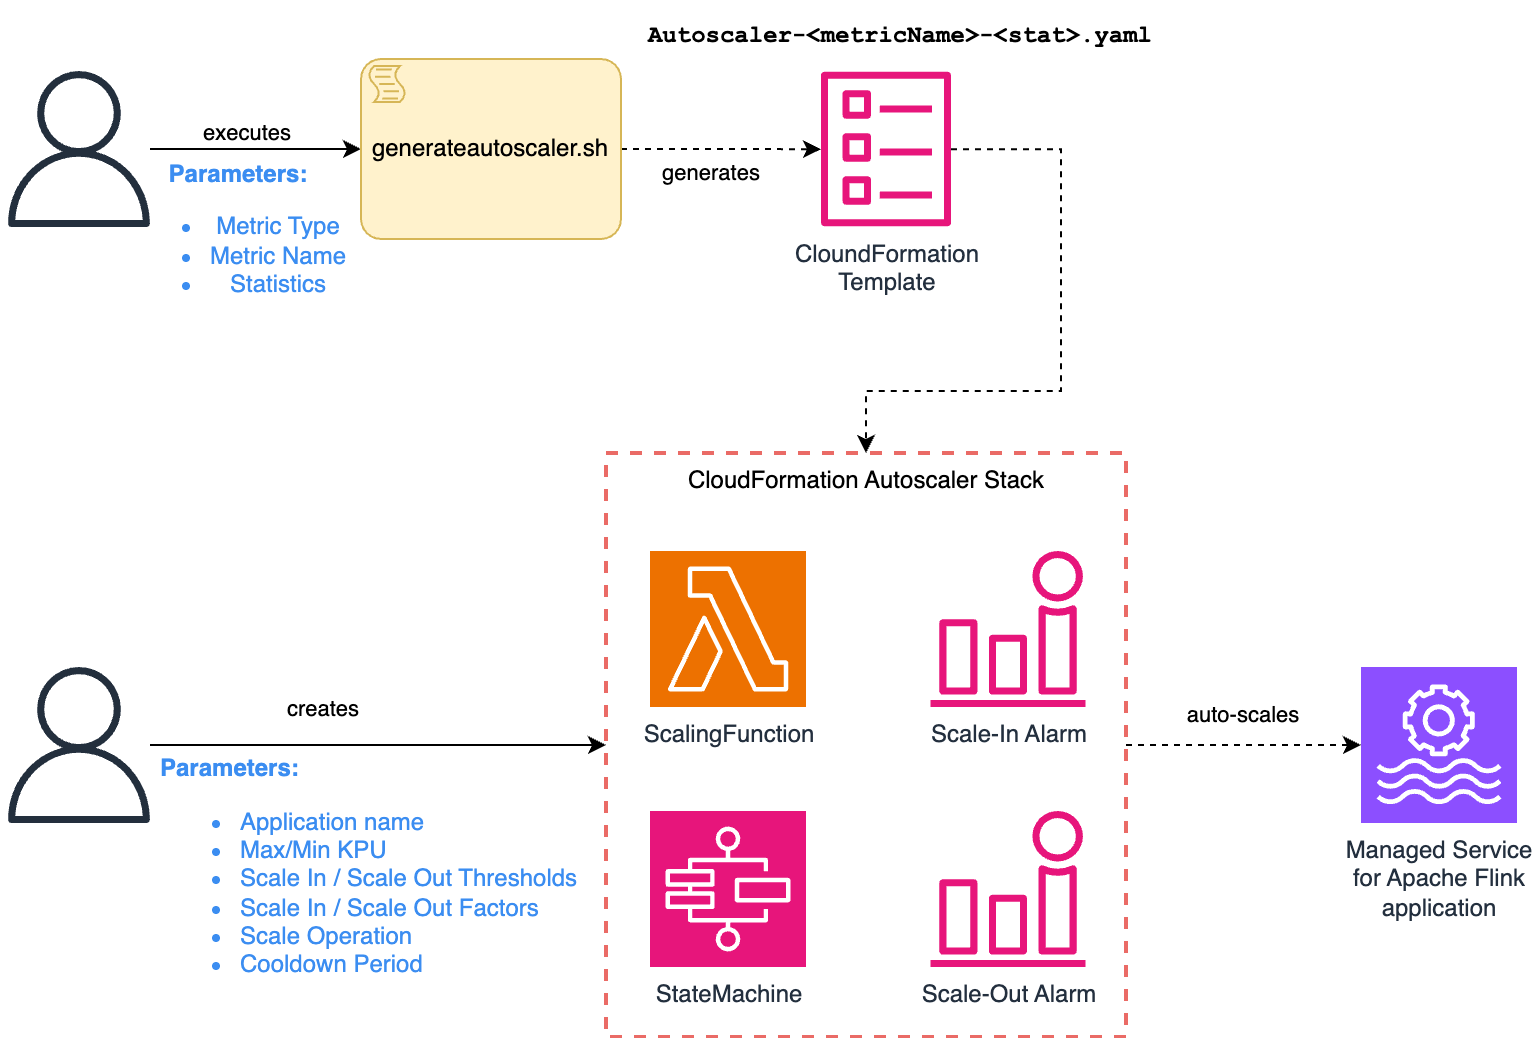 Autoscaler-<metricName>-<stat>.yaml
executes
Parameters:
Metric Type
Metric Name
Statistics
generateautoscaler.sh
generates
CloundFormation
Template
CloudFormation Autoscaler Stack
creates
Parameters:
Application name
Max/Min KPU
Scale In / Scale Out Thresholds
Scale In / Scale Out Factors
Scale Operation
Cooldown Period
ScalingFunction
Scale-In Alarm
StateMachine
Scale-Out Alarm
auto-scales
Managed Service
for Apache Flink
application